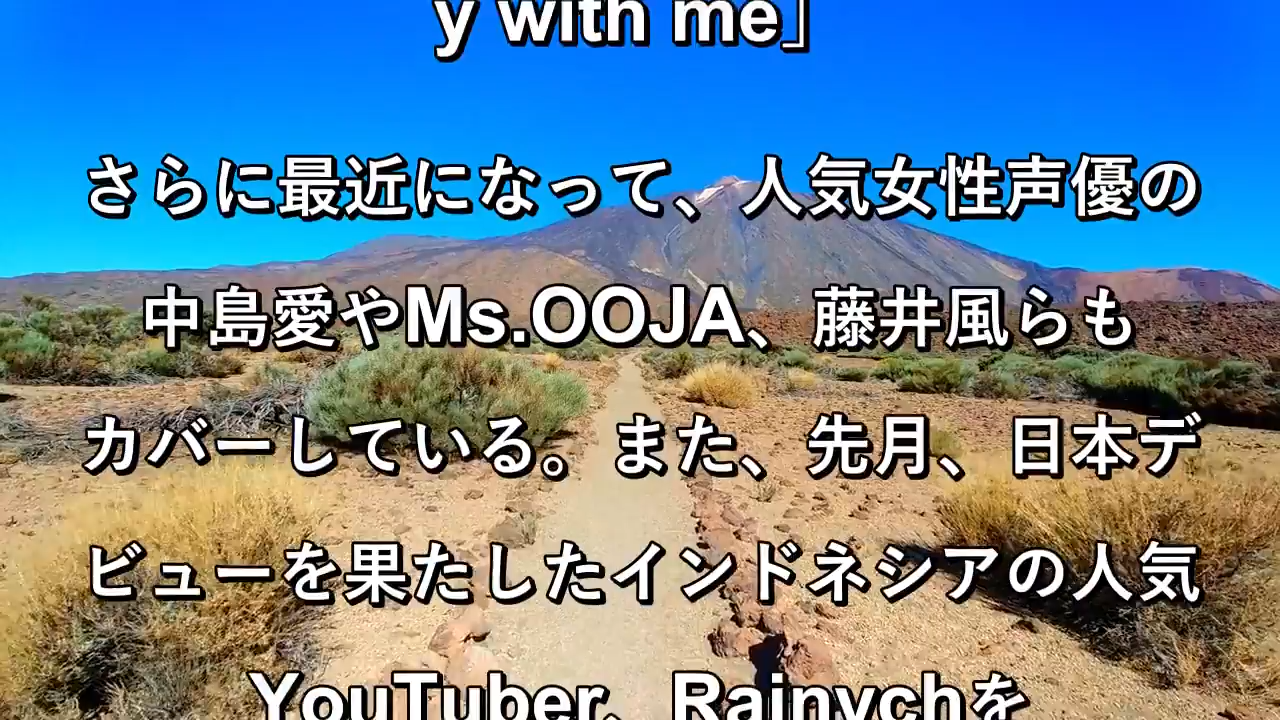 y with me」
さらに最近になって、人気女性声優の
中島愛やMs.OOJA、藤井風らも
カバーしている。また、先月、日本デ
ビューを果たしたインドネシアの人気
YouTuber、Rainychを